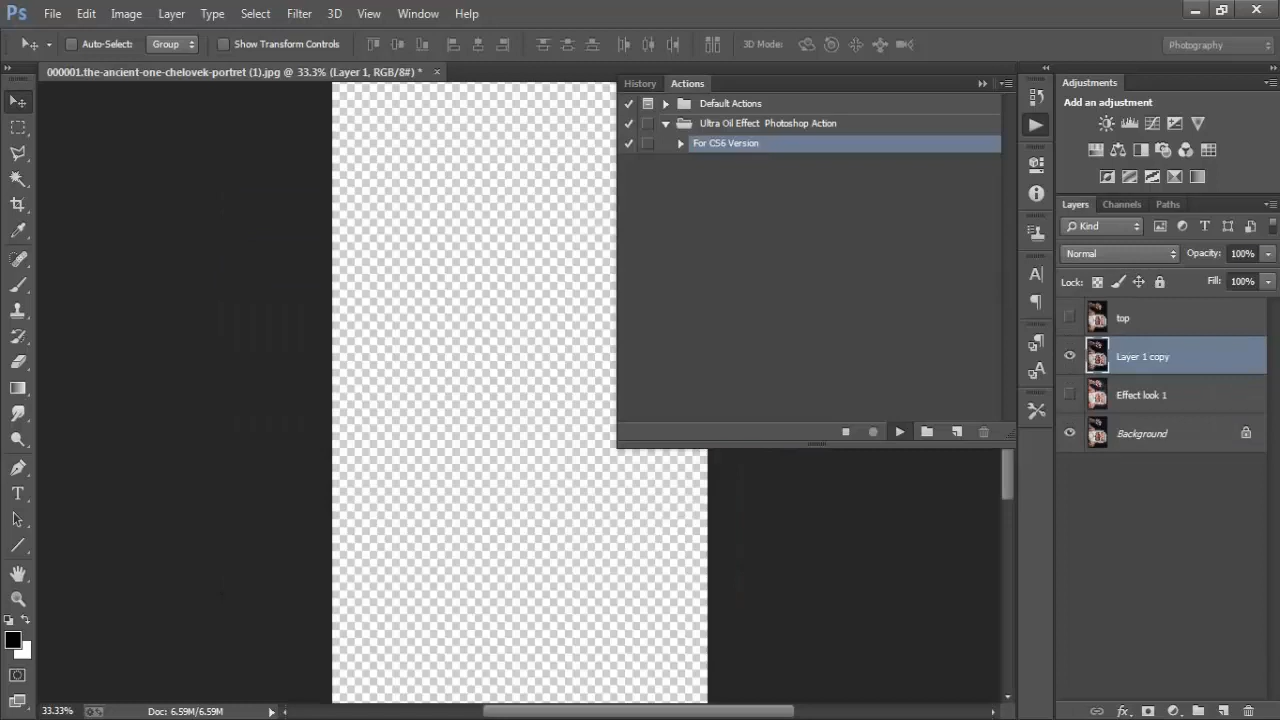 Ps File Edit Image Layer Type Select Filter 3D View Window Help
Auto-Select: Group Show Transform Controls 3D Mode: Photography
000001.the-ancient-one-chelovek-portret (1).jpg @ 33.3% (Layer 1, RGB/8#) *
History Actions
Default Actions
Ultra Oil Effect Photoshop Action
For CS6 Version
Adjustments
Add an adjustment
Layers Channels Paths
Kind
Normal Opacity: 100%
Lock: Fill: 100%
top
Layer 1 copy
Effect look 1
Background
33.33% Doc: 6.59M/6.59M